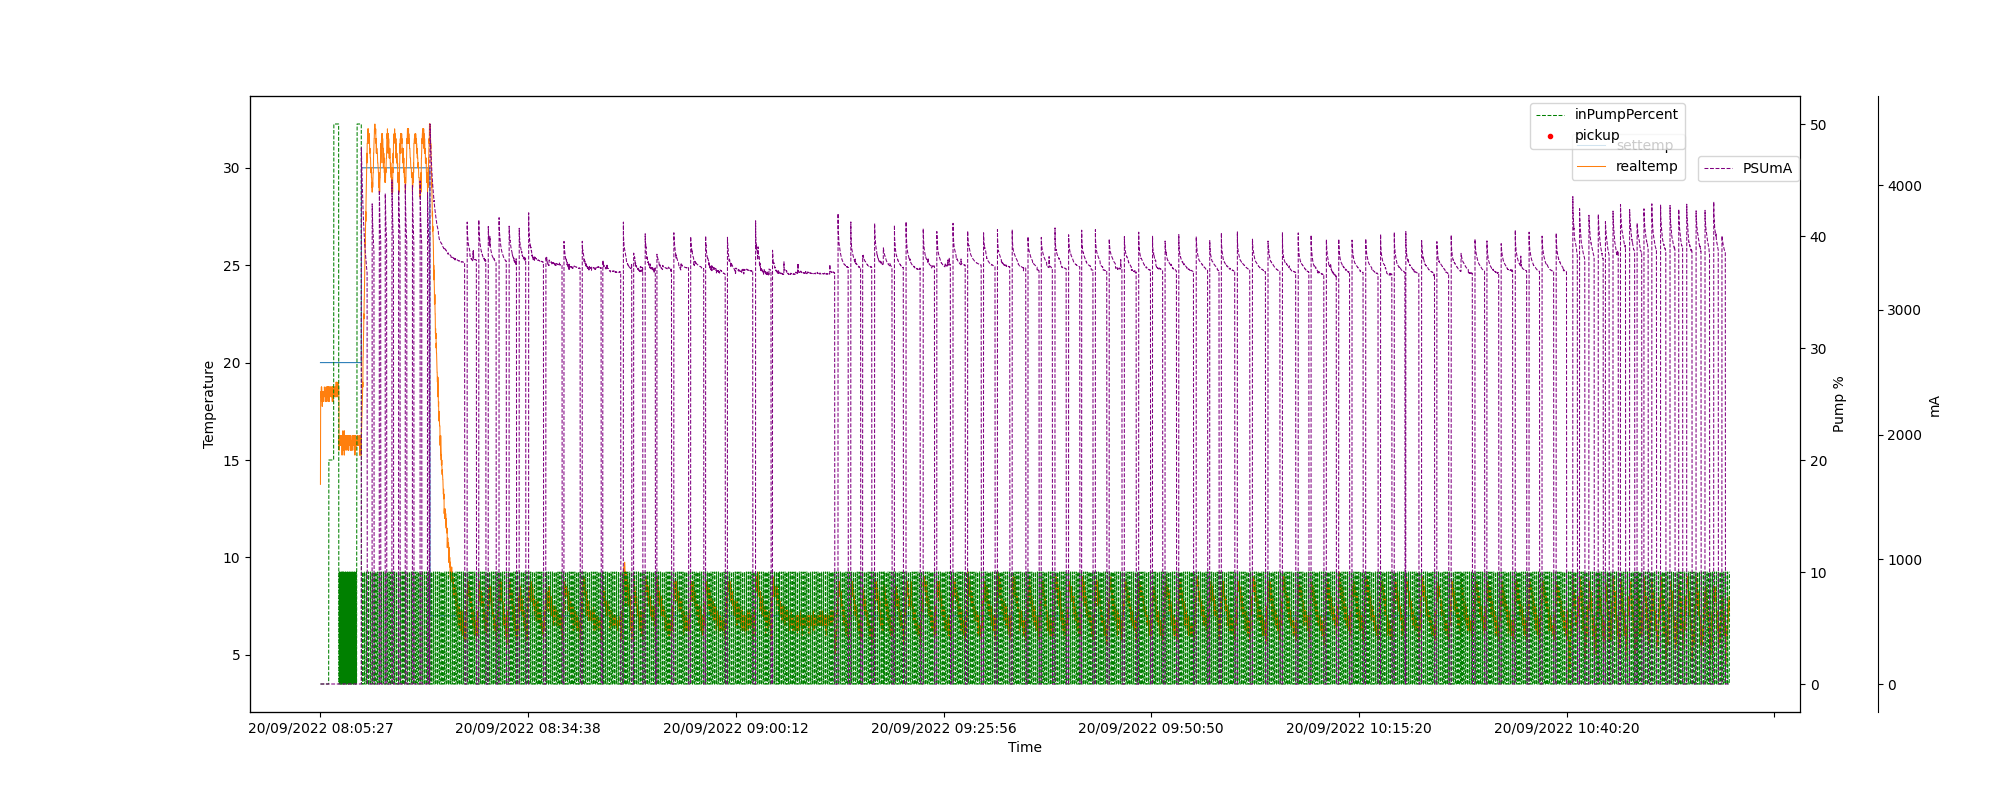 inPumpPercent
pickup
settemp
realtemp
PSUmA
30
25
20
15
10
5
Temperature
50
40
30
20
10
0
Pump %
4000
3000
2000
1000
0
mA
20/09/2022 08:05:27
20/09/2022 08:34:38
20/09/2022 09:00:12
20/09/2022 09:25:56
20/09/2022 09:50:50
20/09/2022 10:15:20
20/09/2022 10:40:20
Time